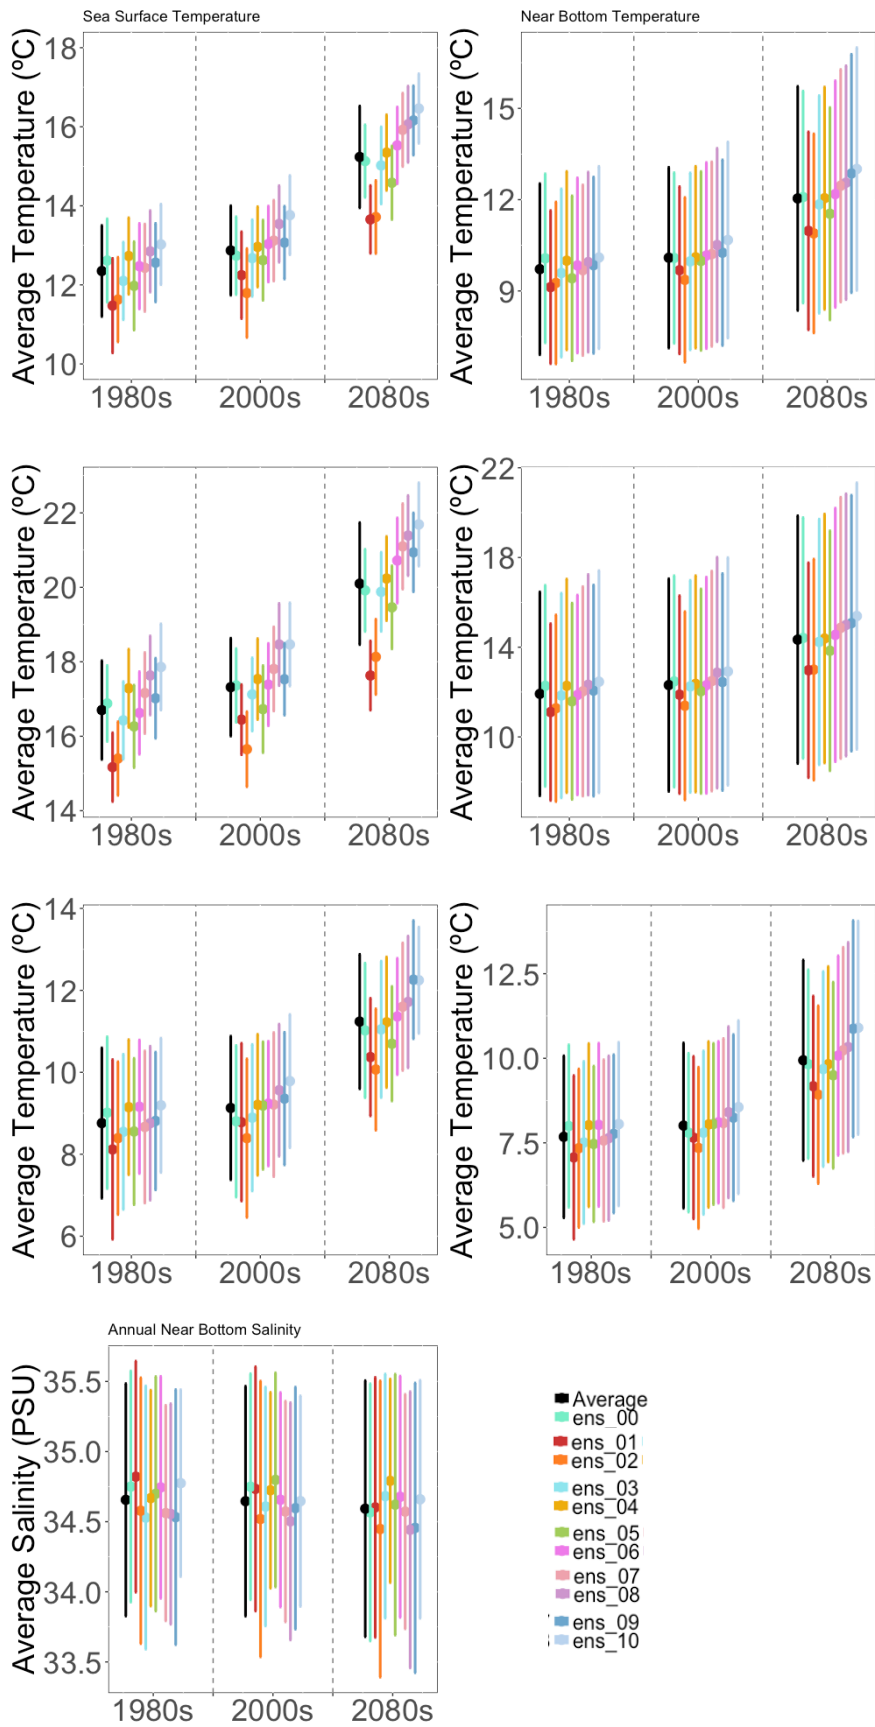 Sea Surface Temperature
Near Bottom Temperature
Average Temperature (ºC)
18
16
14
12
10
1980s 2000s 2080s
Average Temperature (ºC)
15
12
9
1980s 2000s 2080s
Average Temperature (ºC)
22
20
18
16
14
1980s 2000s 2080s
Average Temperature (ºC)
22
18
14
10
1980s 2000s 2080s
Average Temperature (ºC)
14
12
10
8
6
1980s 2000s 2080s
Average Temperature (ºC)
12.5
10.0
7.5
5.0
1980s 2000s 2080s
Annual Near Bottom Salinity
Average Salinity (PSU)
35.5
35.0
34.5
34.0
33.5
1980s 2000s 2080s
Average
ens_00
ens_01
ens_02
ens_03
ens_04
ens_05
ens_06
ens_07
ens_08
ens_09
ens_10